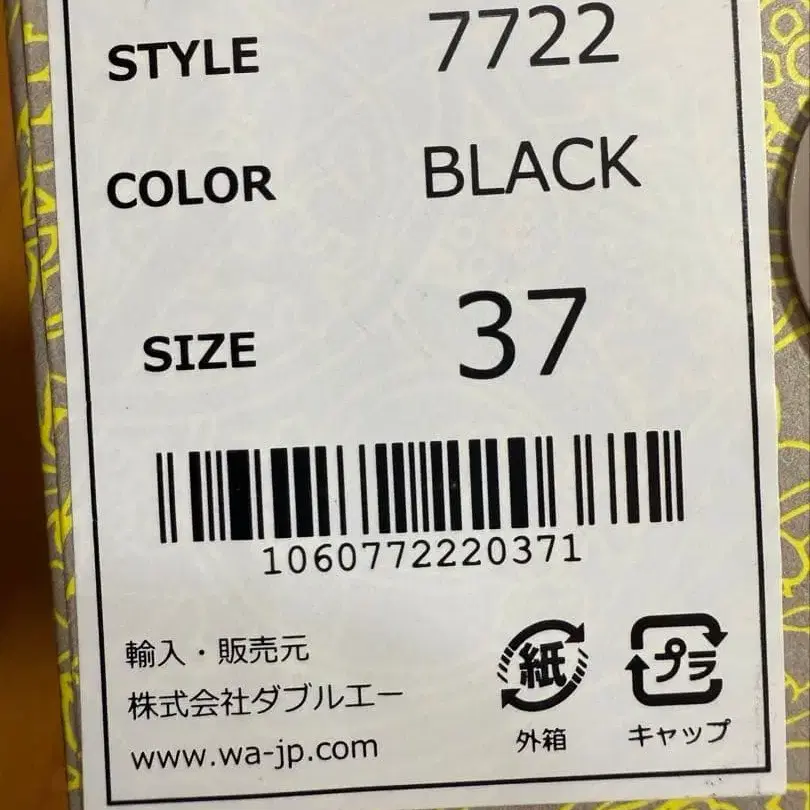 STYLE 7722
COLOR BLACK
SIZE 37
1060772220371
輸入・販売元
株式会社ダブルエー
www.wa-jp.com
紙
外箱
プラ
キャップ